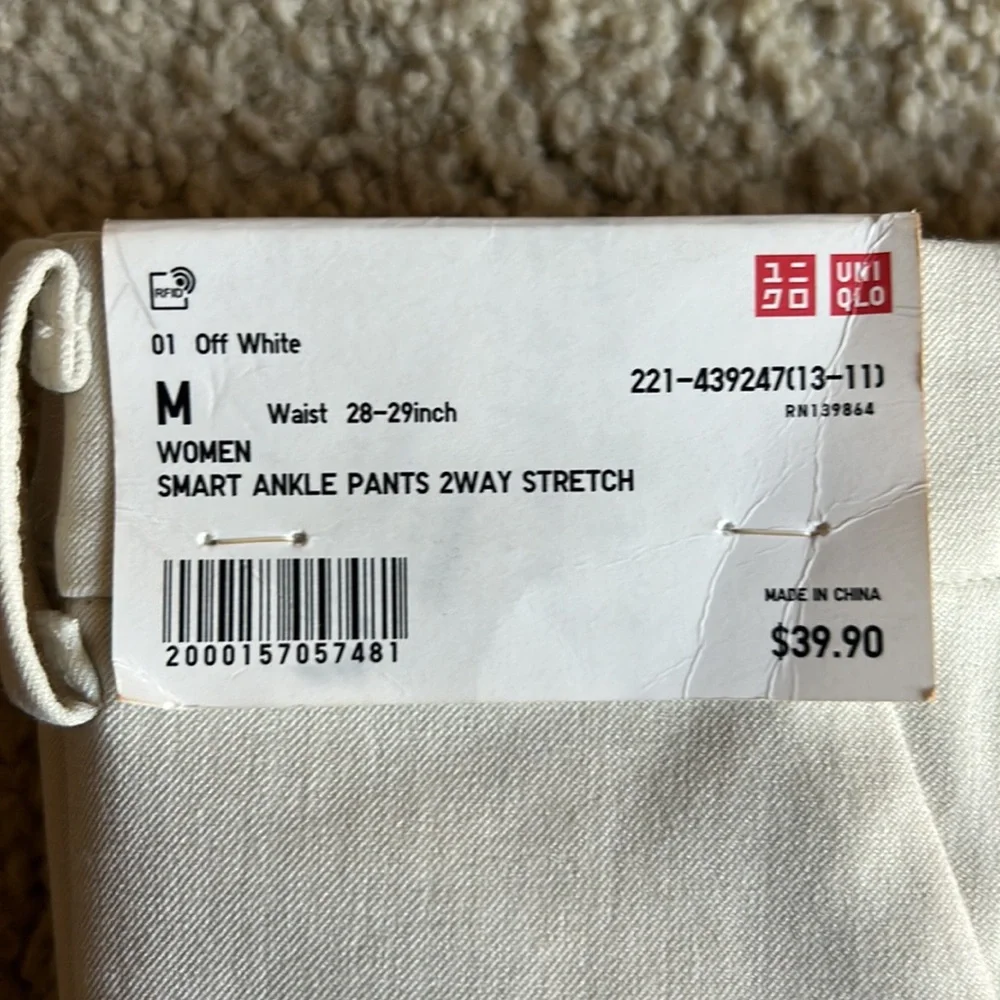 RFID
ユニ
クロ
UNI
QLO
01 Off White
M Waist 28-29inch
221-439247(13-11)
RN139864
WOMEN
SMART ANKLE PANTS 2WAY STRETCH
2000157057481
MADE IN CHINA
$39.90